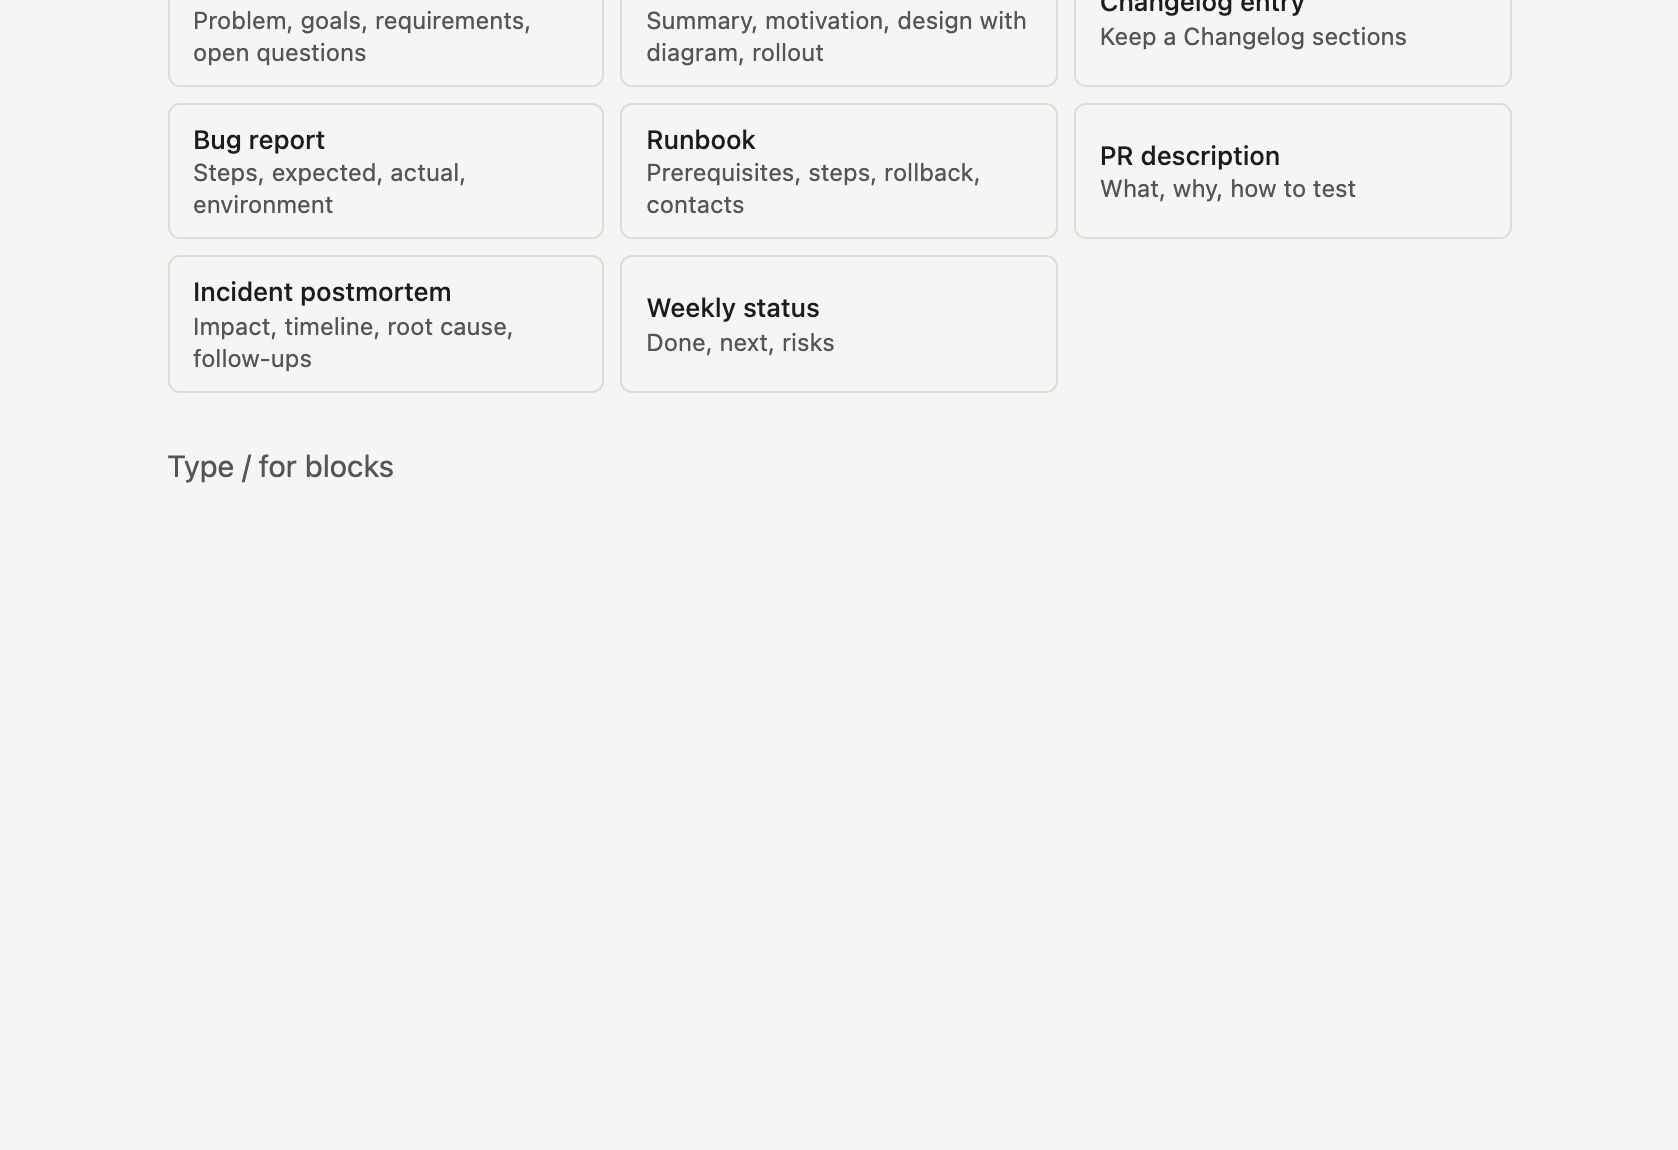 Problem, goals, requirements,
open questions
Summary, motivation, design with
diagram, rollout
Changelog entry
Keep a Changelog sections
Bug report
Steps, expected, actual,
environment
Runbook
Prerequisites, steps, rollback,
contacts
PR description
What, why, how to test
Incident postmortem
Impact, timeline, root cause,
follow-ups
Weekly status
Done, next, risks
Type / for blocks